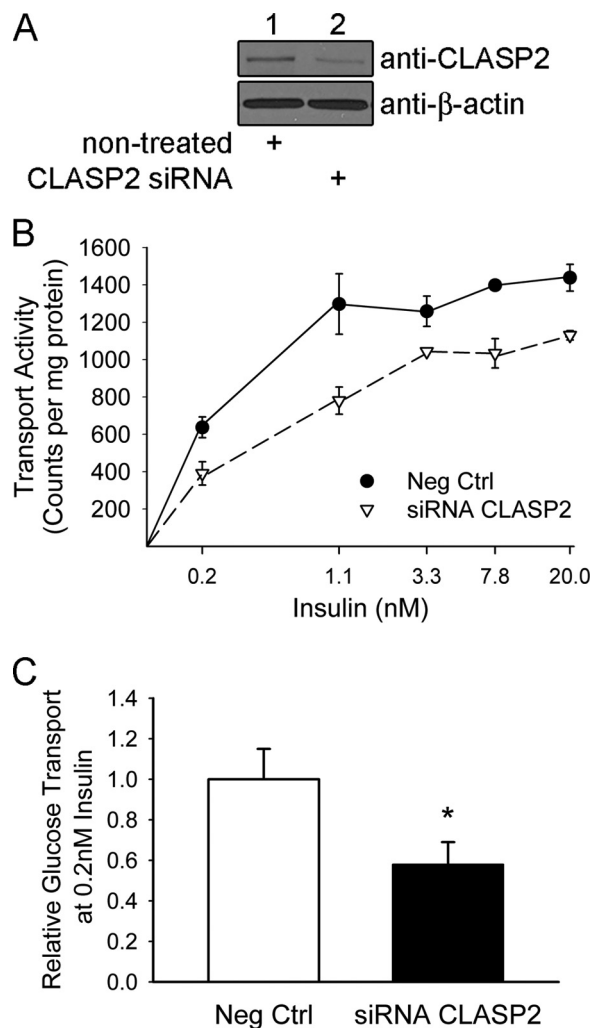 A
1 2
anti-CLASP2
anti-β-actin
non-treated +
CLASP2 siRNA +
B
Transport Activity
(Counts per mg protein)
1600
1400
1200
1000
800
600
400
200
Neg Ctrl
siRNA CLASP2
0.2 1.1 3.3 7.8 20.0
Insulin (nM)
C
Relative Glucose Transport
at 0.2nM Insulin
1.4
1.2
1.0
0.8
0.6
0.4
0.2
0.0
*
Neg Ctrl siRNA CLASP2